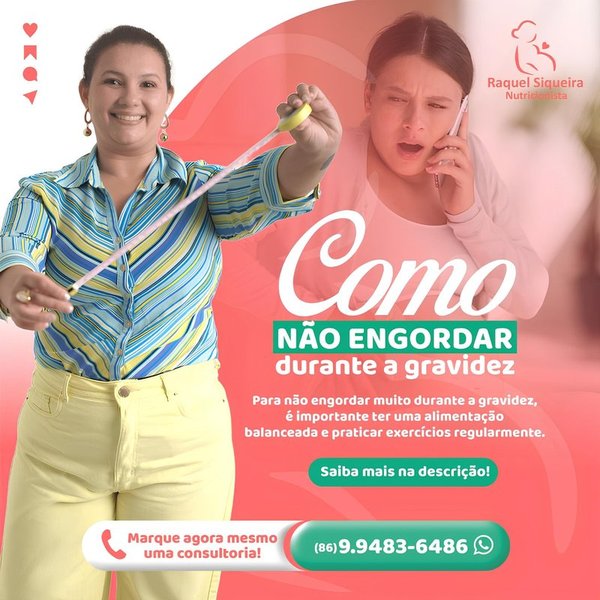 Raquel Siqueira
Nutricionista
Como
NÃO ENGORDAR
durante a gravidez
Para não engordar muito durante a gravidez,
é importante ter uma alimentação
balanceada e praticar exercícios regularmente.
Saiba mais na descrição!
Marque agora mesmo
uma consultoria!
(86)9.9483-6486